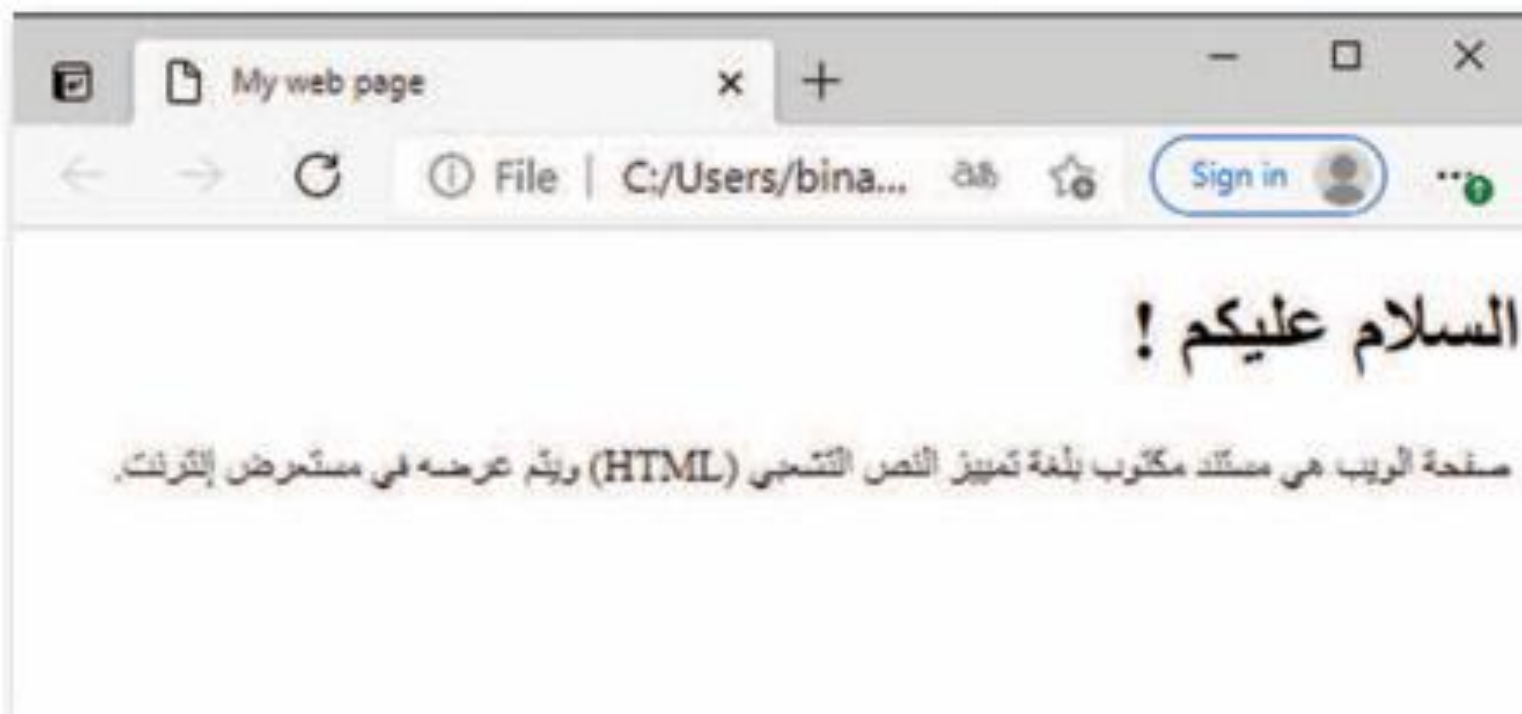 My web page
File | C:/Users/bina... Sign in
السلام عليكم !
صفحة الويب هي مستند مكتوب بلغة تمييز النص التشعبي (HTML) ويتم عرضه في مستعرض إنترنت.